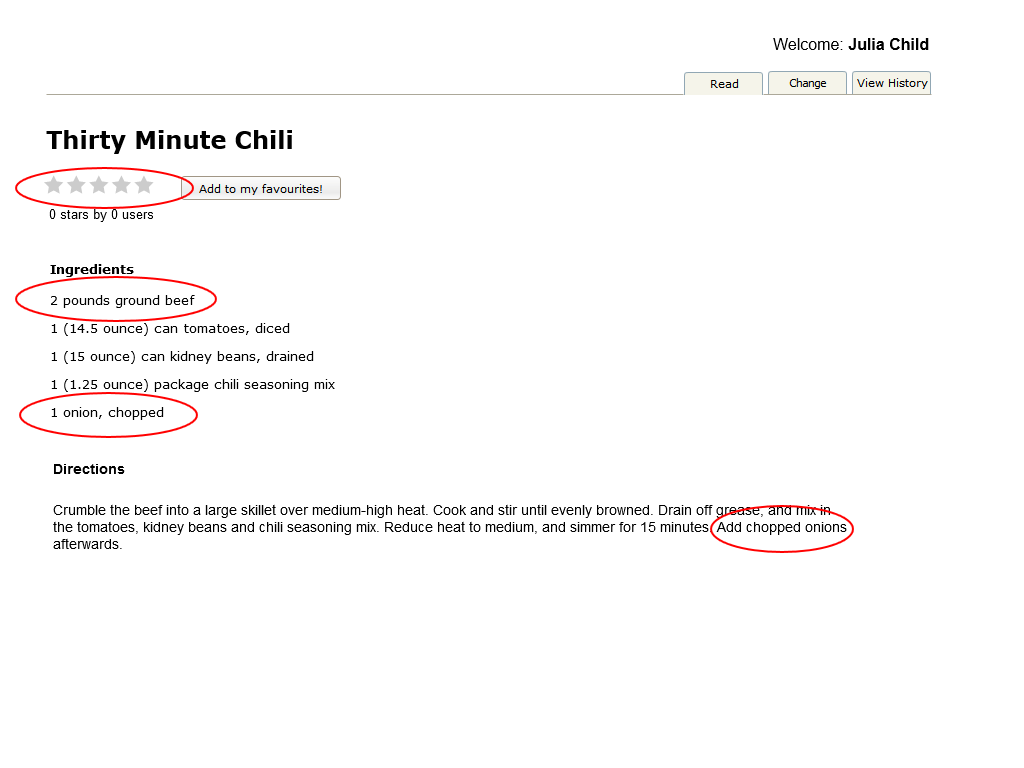 Welcome: Julia Child
Read
Change
View History
Thirty Minute Chili
Add to my favourites!
0 stars by 0 users
Ingredients
2 pounds ground beef
1 (14.5 ounce) can tomatoes, diced
1 (15 ounce) can kidney beans, drained
1 (1.25 ounce) package chili seasoning mix
1 onion, chopped
Directions
Crumble the beef into a large skillet over medium-high heat. Cook and stir until evenly browned. Drain off grease, and mix in
the tomatoes, kidney beans and chili seasoning mix. Reduce heat to medium, and simmer for 15 minutes. Add chopped onions
afterwards.